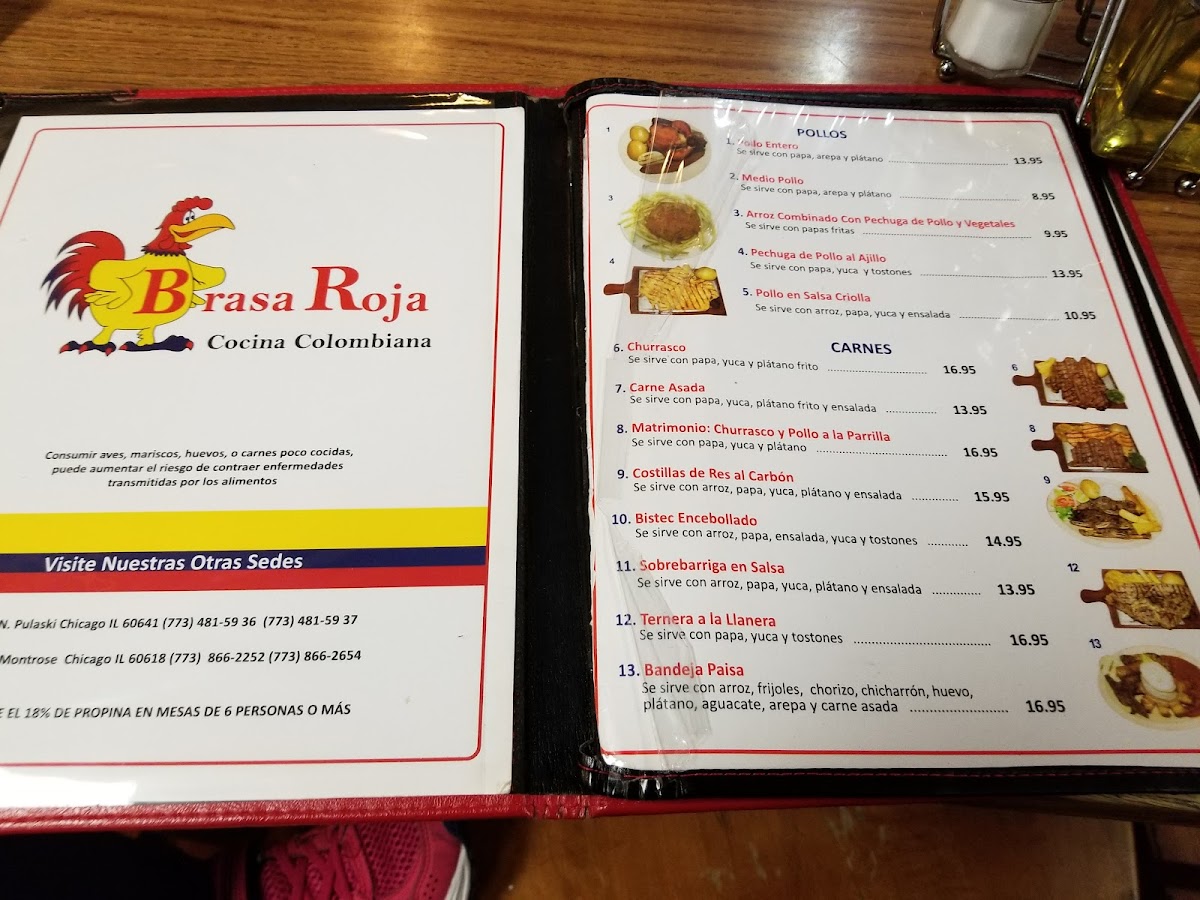 Brasa Roja
Cocina Colombiana
Consumir aves, mariscos, huevos, o carnes poco cocidas,
puede aumentar el riesgo de contraer enfermedades
transmitidas por los alimentos
Visite Nuestras Otras Sedes
N. Pulaski Chicago IL 60641 (773) 481-59 36 (773) 481-59 37
Montrose Chicago IL 60618 (773) 866-2252 (773) 866-2654
EL 18% DE PROPINA EN MESAS DE 6 PERSONAS O MÁS
POLLOS
1
1. Pollo Entero
Se sirve con papa, arepa y plátano 13.95
2. Medio Pollo
Se sirve con papa, arepa y plátano 8.95
3
3. Arroz Combinado Con Pechuga de Pollo y Vegetales
Se sirve con papas fritas 9.95
4
4. Pechuga de Pollo al Ajillo
Se sirve con papa, yuca y tostones 13.95
5. Pollo en Salsa Criolla
Se sirve con arroz, papa, yuca y ensalada 10.95
CARNES
6. Churrasco
Se sirve con papa, yuca y plátano frito 16.95
6
7. Carne Asada
Se sirve con papa, yuca, plátano frito y ensalada 13.95
8. Matrimonio: Churrasco y Pollo a la Parrilla
Se sirve con papa, yuca y plátano 16.95
8
9. Costillas de Res al Carbón
Se sirve con arroz, papa, yuca, plátano y ensalada 15.95
9
10. Bistec Encebollado
Se sirve con arroz, papa, ensalada, yuca y tostones 14.95
11. Sobrebarriga en Salsa
Se sirve con arroz, papa, yuca, plátano y ensalada 13.95
12
12. Ternera a la Llanera
Se sirve con papa, yuca y tostones 16.95
13
13. Bandeja Paisa
Se sirve con arroz, frijoles, chorizo, chicharrón, huevo,
plátano, aguacate, arepa y carne asada 16.95